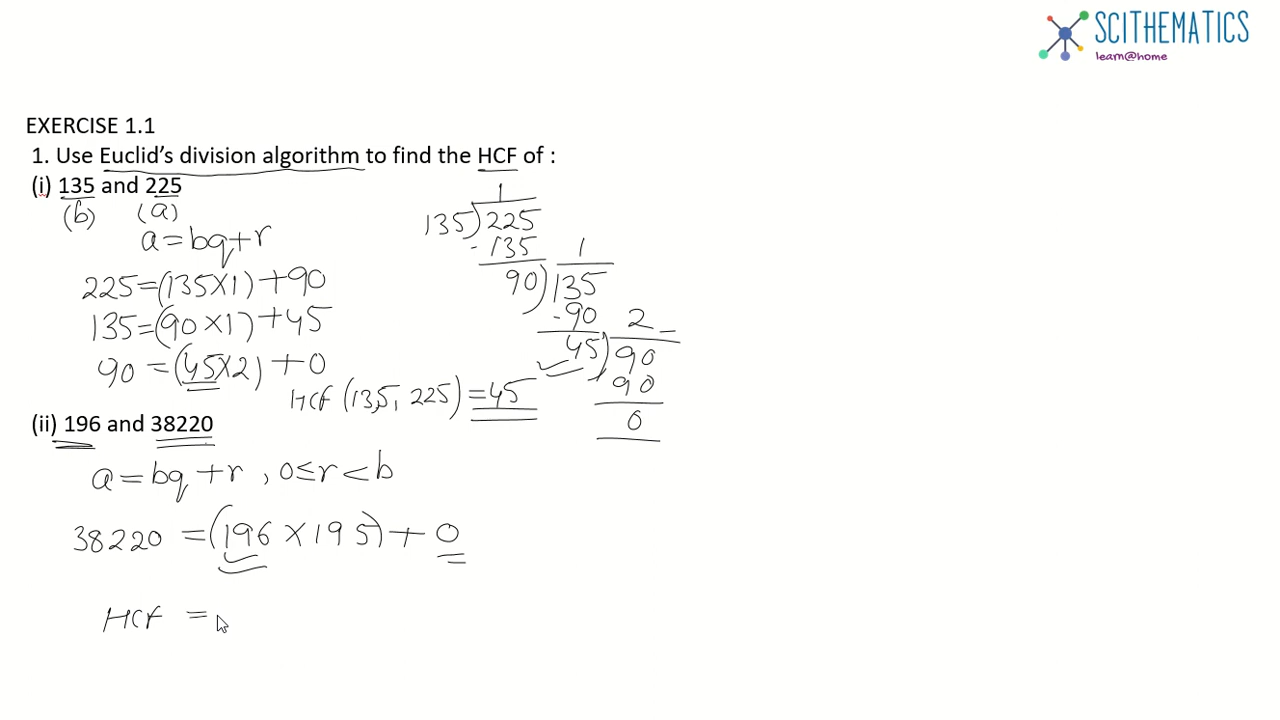 SCITHEMATICS
learn@home
EXERCISE 1.1
1. Use Euclid’s division algorithm to find the HCF of :
(i) 135 and 225
(b) (a)
a=bq+r
225=(135×1)+90
135=(90×1)+45
90=(45×2)+0
HCF (135, 225)=45
1
135)225
-135 1
90)135
-90 2
45)90
90
0
(ii) 196 and 38220
a=bq+r, 0≤r<b
38220=(196×195)+0
HCF =